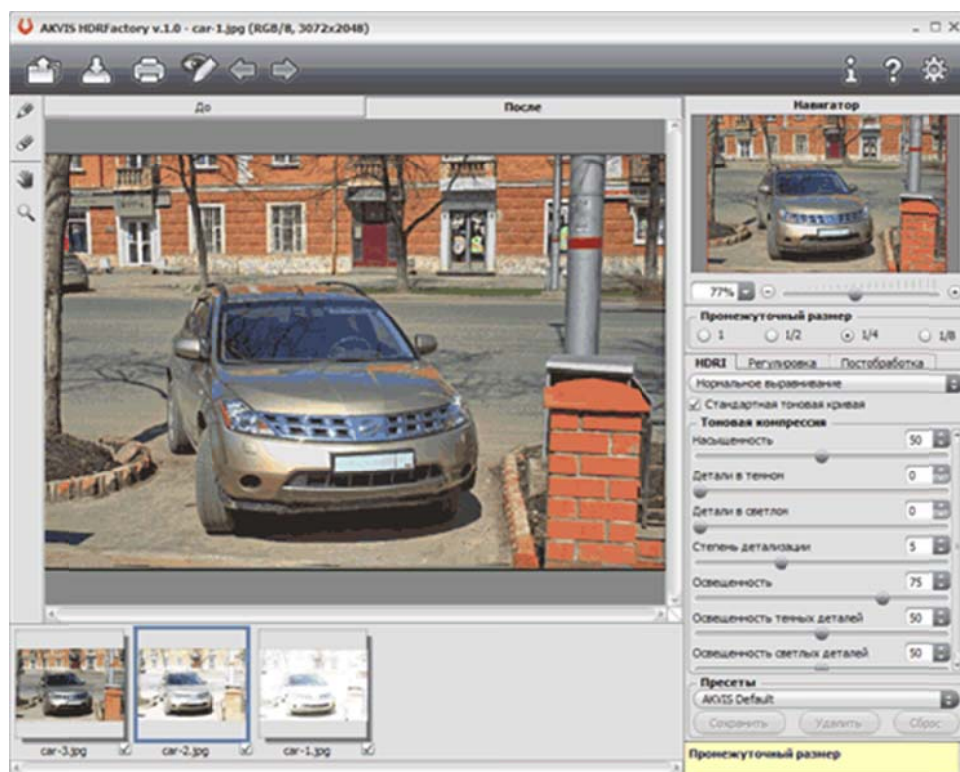 AKVIS HDRFactory v.1.0 - car-1.jpg (RGB/8, 3072x2048)
До
После
Навигатор
77%
Промежуточный размер
1
1/2
1/4
1/8
HDRI
Регулировка
Постобработка
Нормальное выравнивание
Стандартная тоновая кривая
Тоновая компрессия
Насыщенность
50
Детали в темном
0
Детали в светлом
0
Степень детализации
5
Освещенность
75
Освещенность темных деталей
50
Освещенность светлых деталей
50
Пресеты
AKVIS Default
Сохранить
Удалить
Сброс
car-3.jpg
car-2.jpg
car-1.jpg
Промежуточный размер